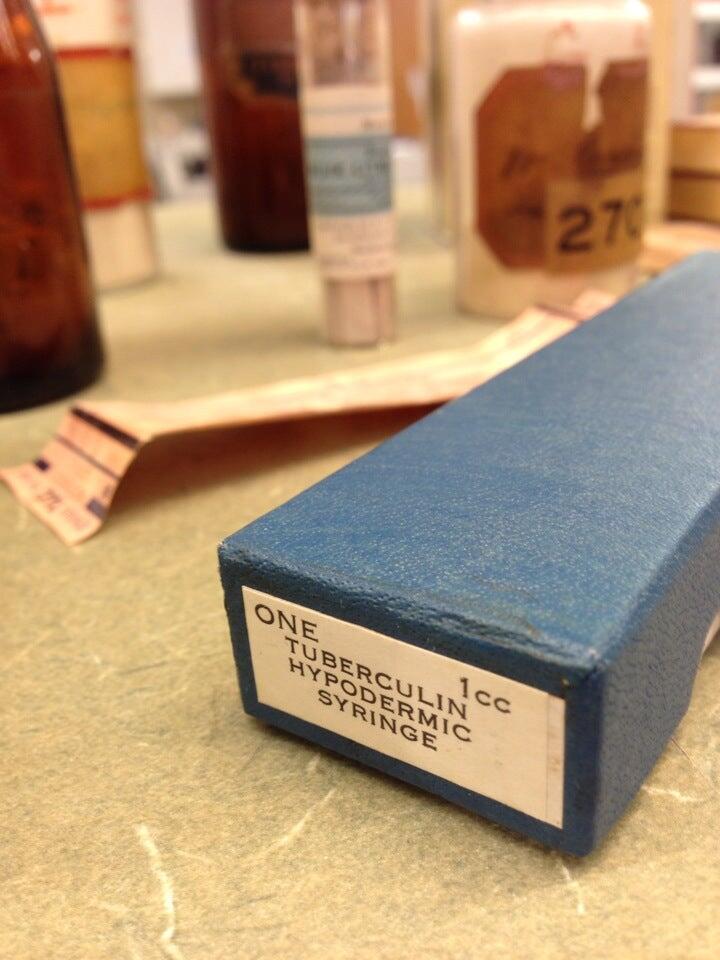 270
ONE
TUBERCULIN 1cc
HYPODERMIC
SYRINGE